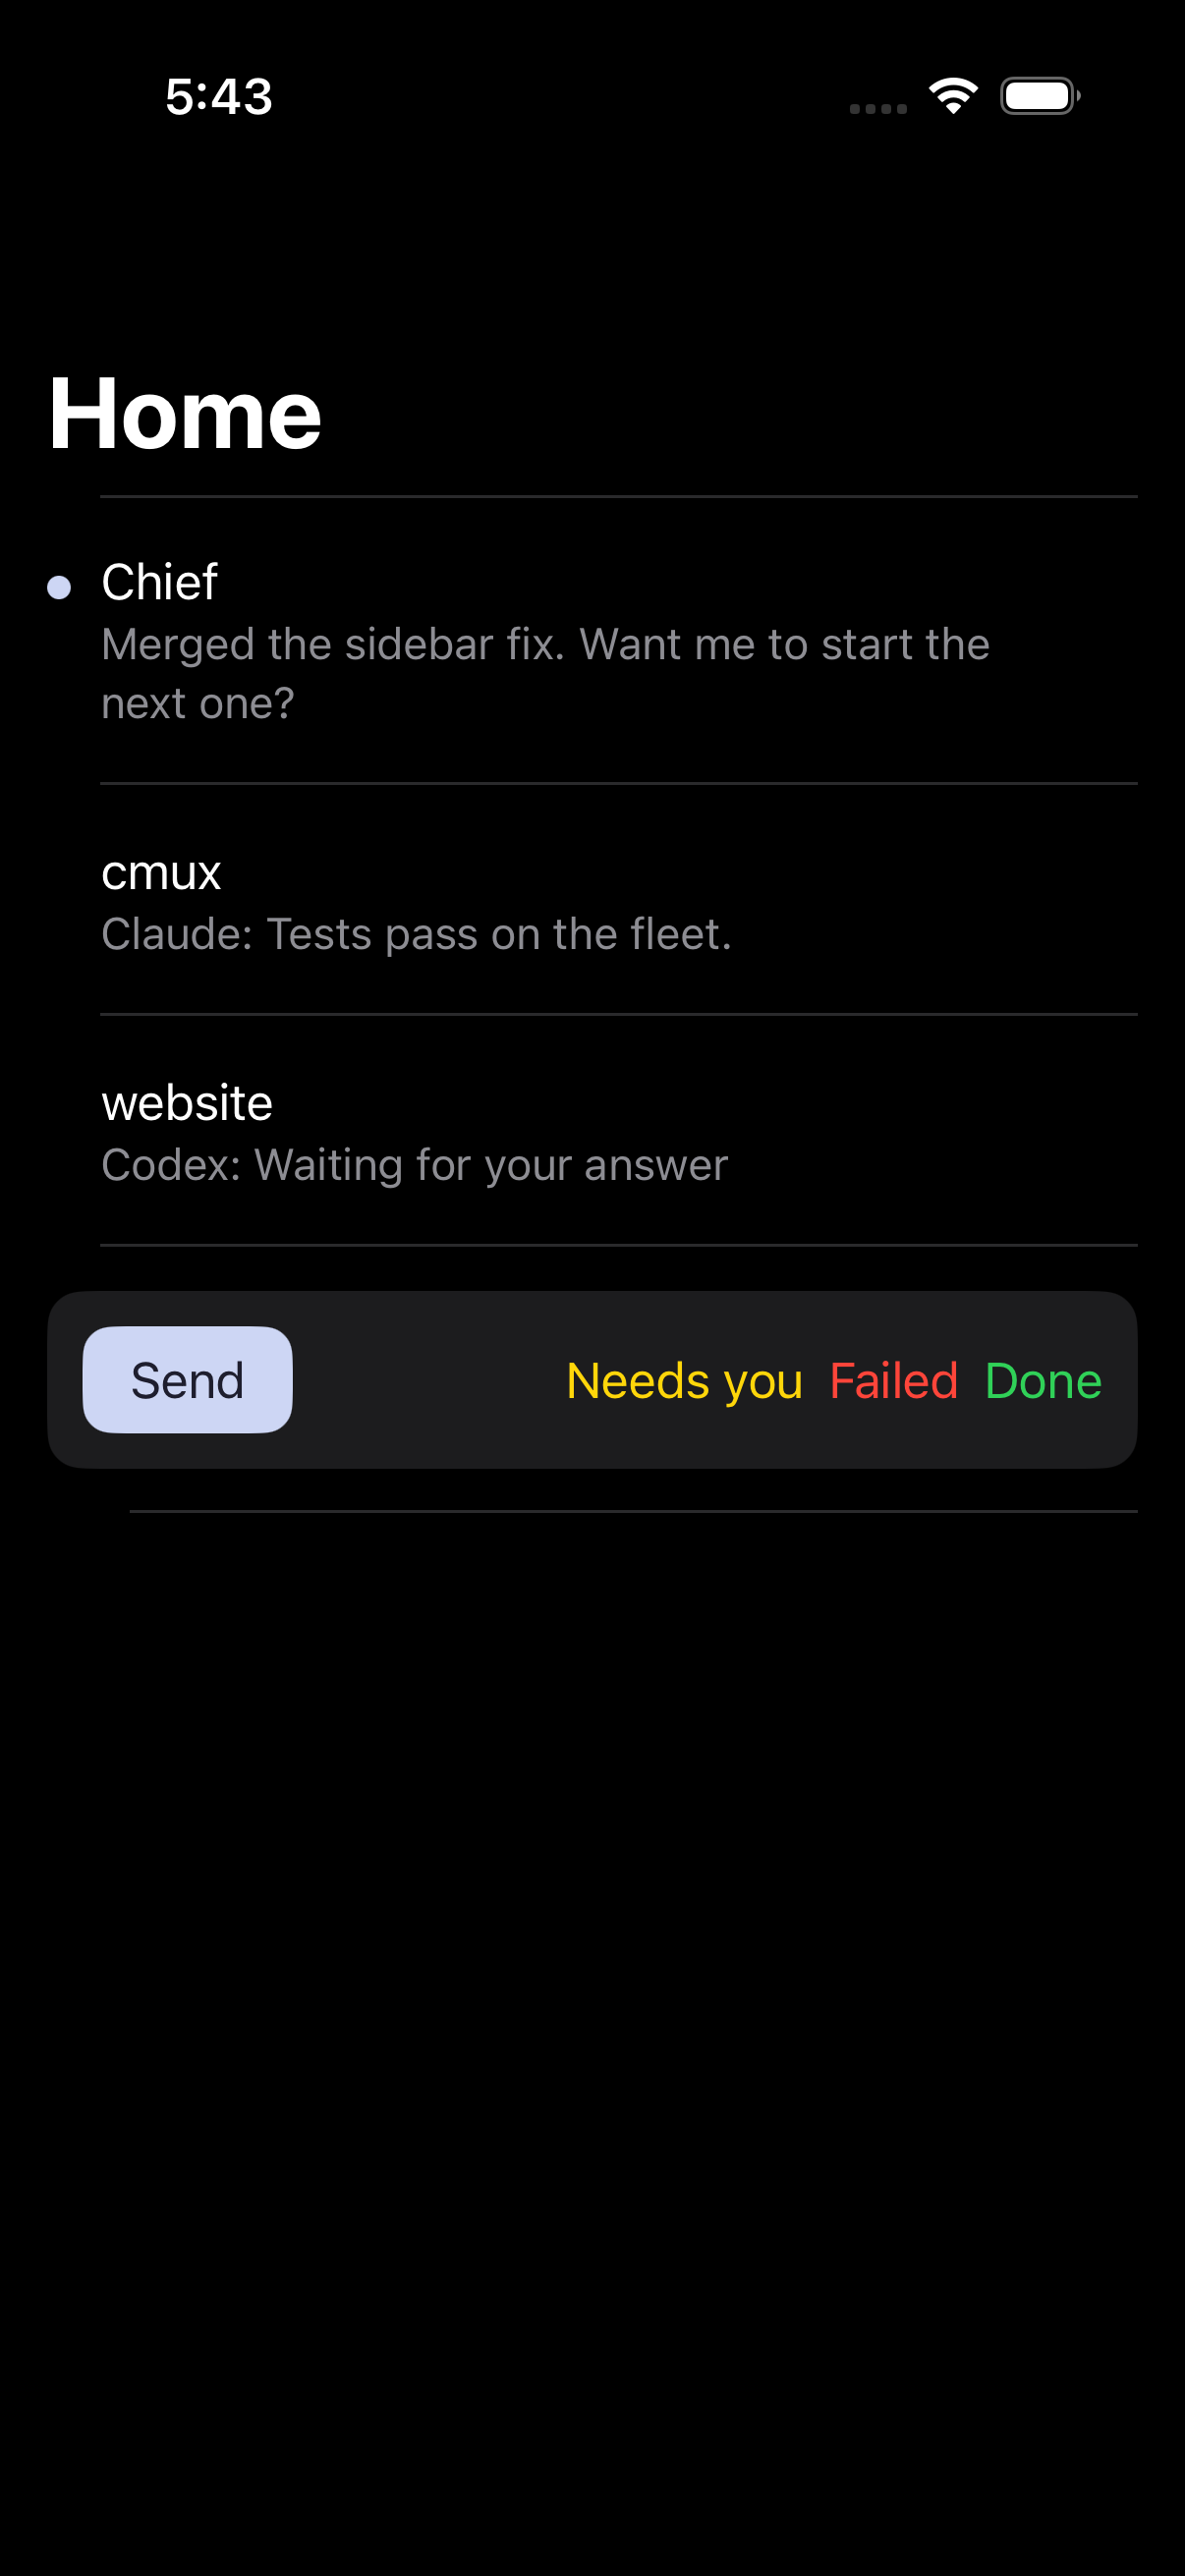 5:43
Home
Chief
Merged the sidebar fix. Want me to start the
next one?
cmux
Claude: Tests pass on the fleet.
website
Codex: Waiting for your answer
Send Needs you Failed Done